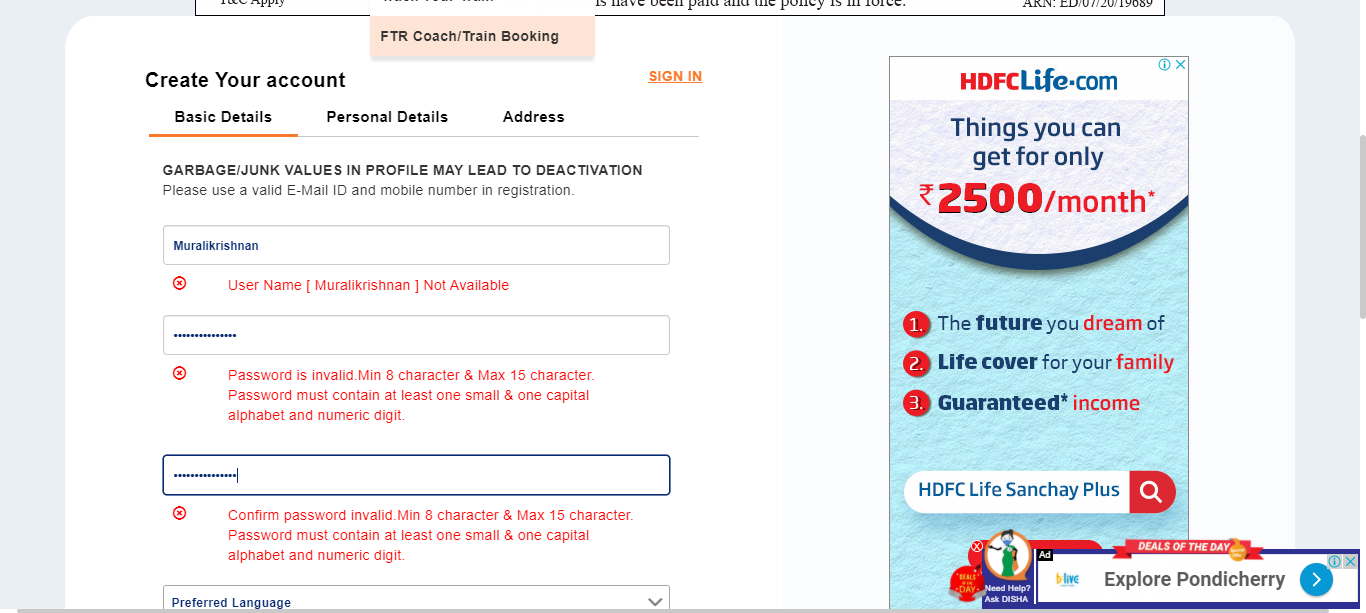 T&C Apply
is have been paid and the policy is in force.
ARN: ED/07/20/19689
FTR Coach/Train Booking
Create Your account
SIGN IN
Basic Details
Personal Details
Address
GARBAGE/JUNK VALUES IN PROFILE MAY LEAD TO DEACTIVATION
Please use a valid E-Mail ID and mobile number in registration.
Muralikrishnan
User Name [ Muralikrishnan ] Not Available
Password is invalid.Min 8 character & Max 15 character.
Password must contain at least one small & one capital
alphabet and numeric digit.
Confirm password invalid.Min 8 character & Max 15 character.
Password must contain at least one small & one capital
alphabet and numeric digit.
Preferred Language
HDFCLife.com
Things you can
get for only
₹2500/month*
1. The future you dream of
2. Life cover for your family
3. Guaranteed* income
HDFC Life Sanchay Plus
DEALS OF THE DAY
Need Help?
Ask DISHA
Ad
DEALS OF THE DAY
b·live
Explore Pondicherry